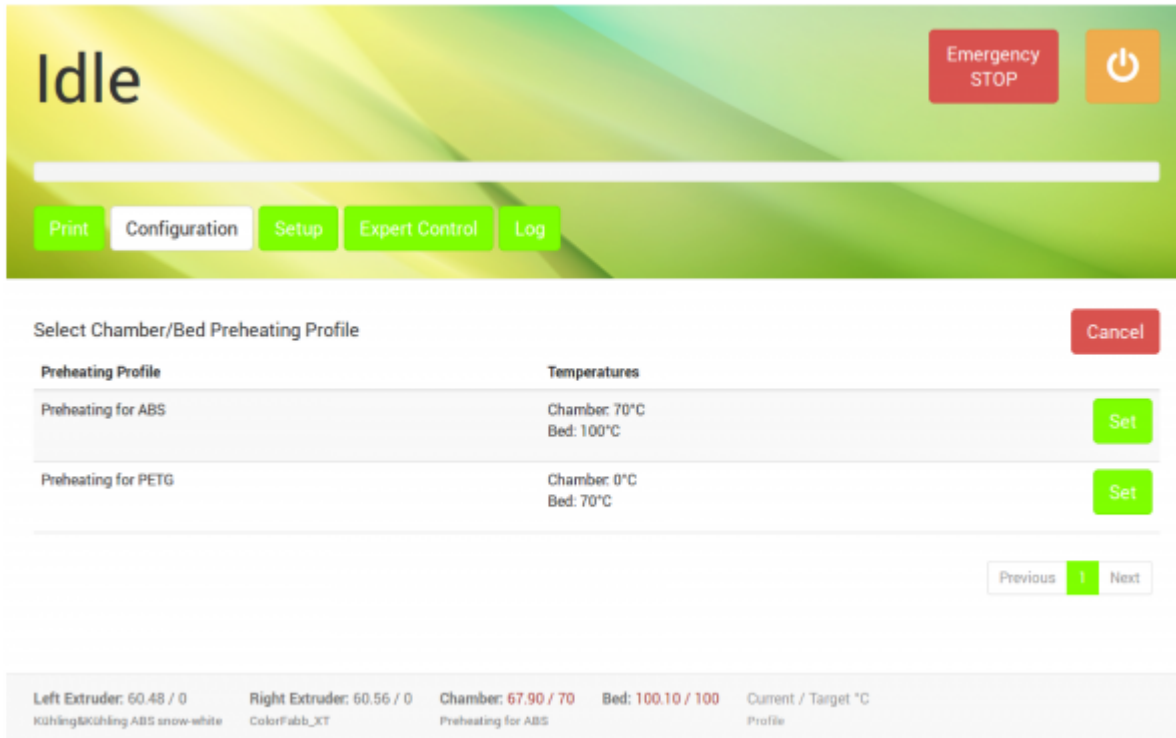 Idle
Emergency
STOP
Print Configuration Setup Expert Control Log
Select Chamber/Bed Preheating Profile
Cancel
Preheating Profile Temperatures
Preheating for ABS Chamber: 70°C
Bed: 100°C
Set
Preheating for PETG Chamber: 0°C
Bed: 70°C
Set
Previous 1 Next
Left Extruder: 60.48 / 0 Right Extruder: 60.56 / 0 Chamber: 67.90 / 70 Bed: 100.10 / 100 Current / Target °C
Kühling&Kühling ABS snow-white ColorFabb_XT Preheating for ABS Profile